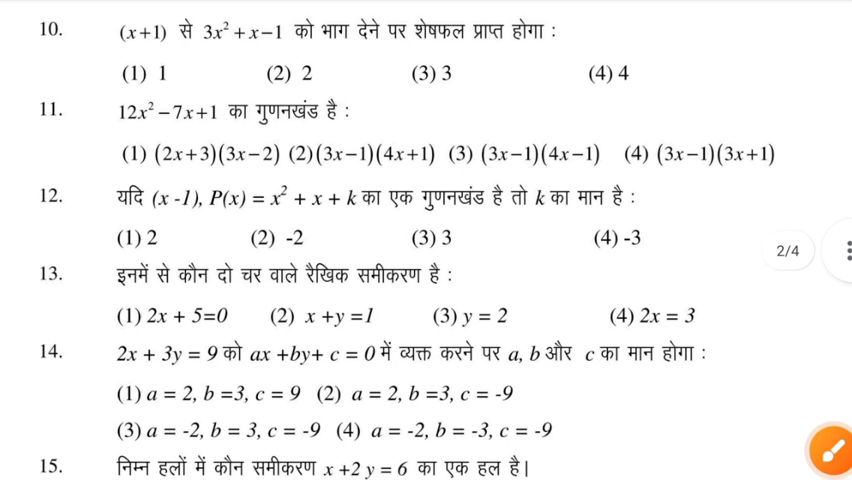 10. (x+1) से 3x² + x − 1 को भाग देने पर शेषफल प्राप्त होगा :
(1) 1 (2) 2 (3) 3 (4) 4
11. 12x² − 7x + 1 का गुणनखंड है :
(1) (2x+3)(3x−2) (2) (3x−1)(4x+1) (3) (3x−1)(4x−1) (4) (3x−1)(3x+1)
12. यदि (x -1), P(x) = x² + x + k का एक गुणनखंड है तो k का मान है :
(1) 2 (2) -2 (3) 3 (4) -3
2/4
13. इनमें से कौन दो चर वाले रैखिक समीकरण है :
(1) 2x + 5=0 (2) x +y =1 (3) y = 2 (4) 2x = 3
14. 2x + 3y = 9 को ax +by+ c = 0 में व्यक्त करने पर a, b और c का मान होगा :
(1) a = 2, b =3, c = 9 (2) a = 2, b =3, c = -9
(3) a = -2, b = 3, c = -9 (4) a = -2, b = -3, c = -9
15. निम्न हलों में कौन समीकरण x +2 y = 6 का एक हल है।